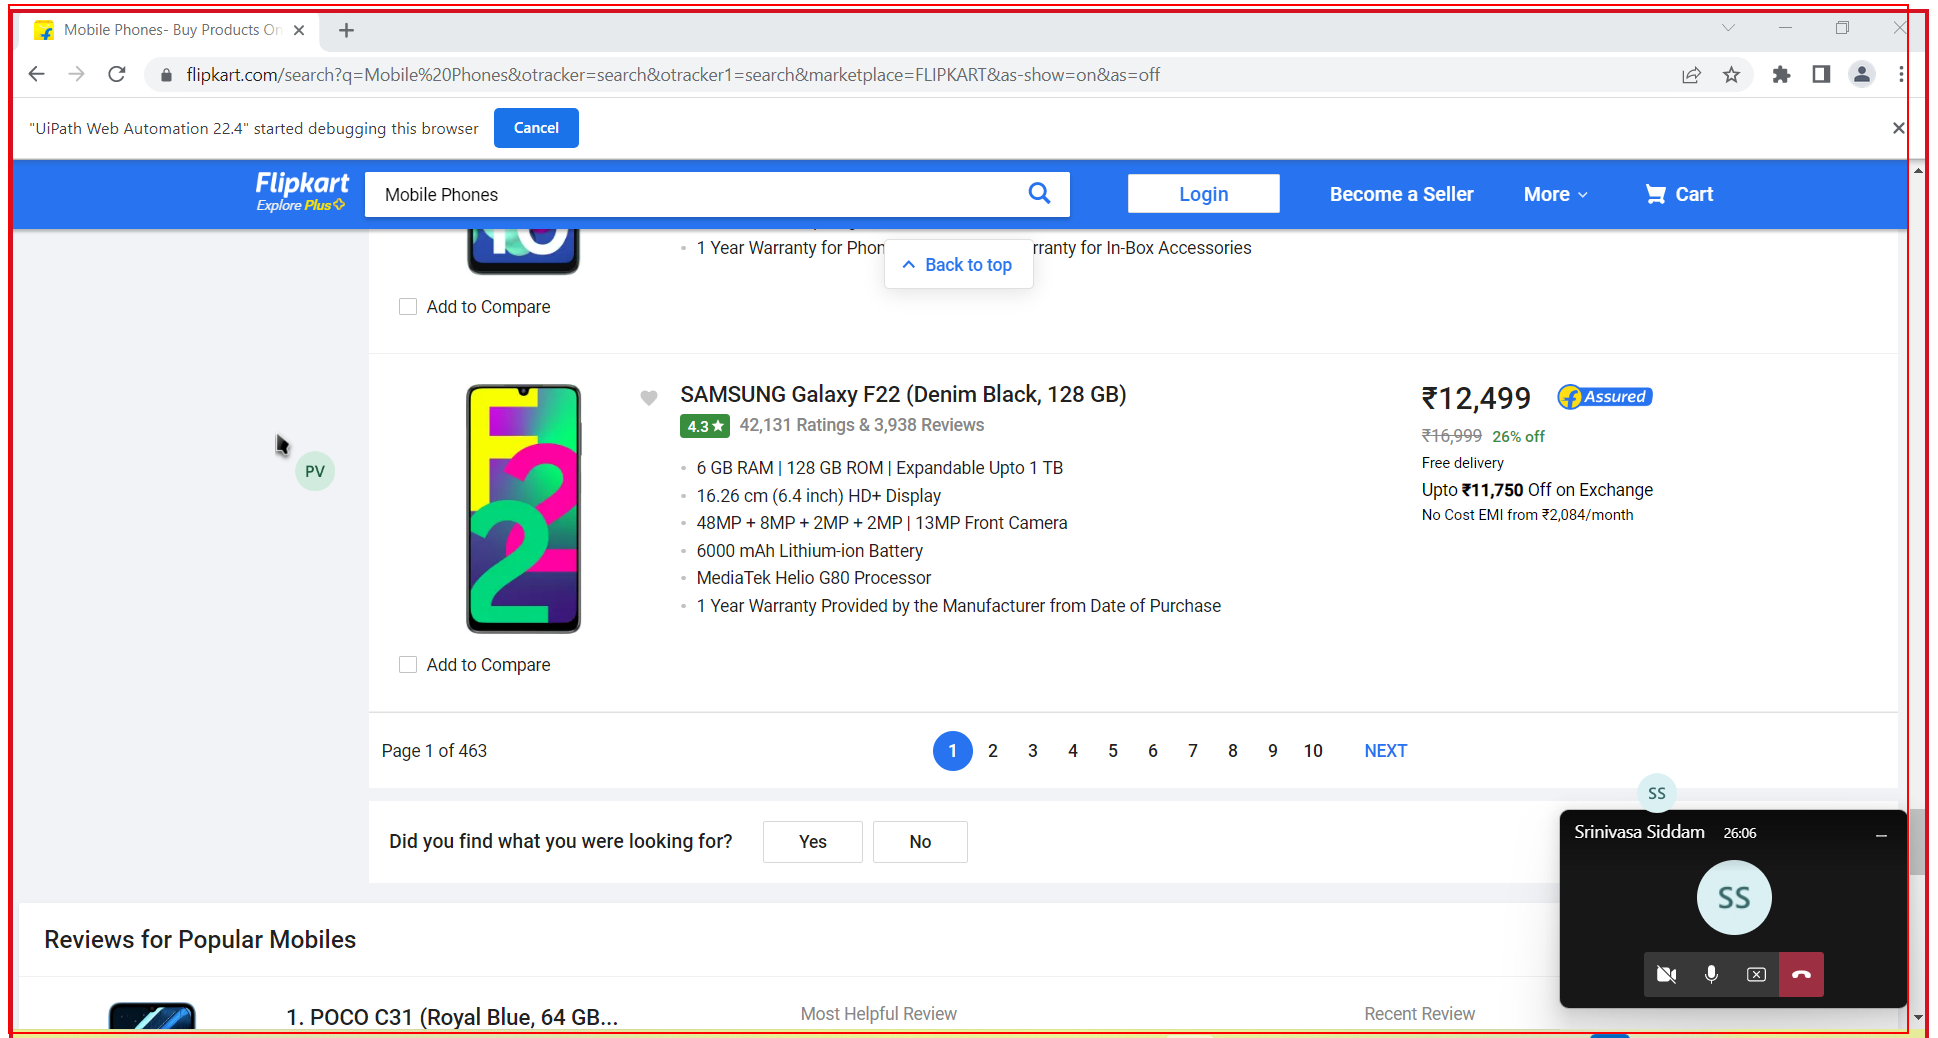 Mobile Phones- Buy Products On
flipkart.com/search?q=Mobile%20Phones&otracker=search&otracker1=search&marketplace=FLIPKART&as-show=on&as=off
"UiPath Web Automation 22.4" started debugging this browser
Cancel
Flipkart
Explore Plus
Mobile Phones
Login
Become a Seller
More
Cart
1 Year Warranty for Phon
rranty for In-Box Accessories
Back to top
Add to Compare
SAMSUNG Galaxy F22 (Denim Black, 128 GB)
4.3★ 42,131 Ratings & 3,938 Reviews
6 GB RAM | 128 GB ROM | Expandable Upto 1 TB
16.26 cm (6.4 inch) HD+ Display
48MP + 8MP + 2MP + 2MP | 13MP Front Camera
6000 mAh Lithium-ion Battery
MediaTek Helio G80 Processor
1 Year Warranty Provided by the Manufacturer from Date of Purchase
₹12,499
Assured
₹16,999 26% off
Free delivery
Upto ₹11,750 Off on Exchange
No Cost EMI from ₹2,084/month
F22
PV
Add to Compare
Page 1 of 463
1 2 3 4 5 6 7 8 9 10 NEXT
Did you find what you were looking for?
Yes
No
SS
Srinivasa Siddam 26:06
SS
Reviews for Popular Mobiles
1. POCO C31 (Royal Blue, 64 GB...
Most Helpful Review
Recent Review